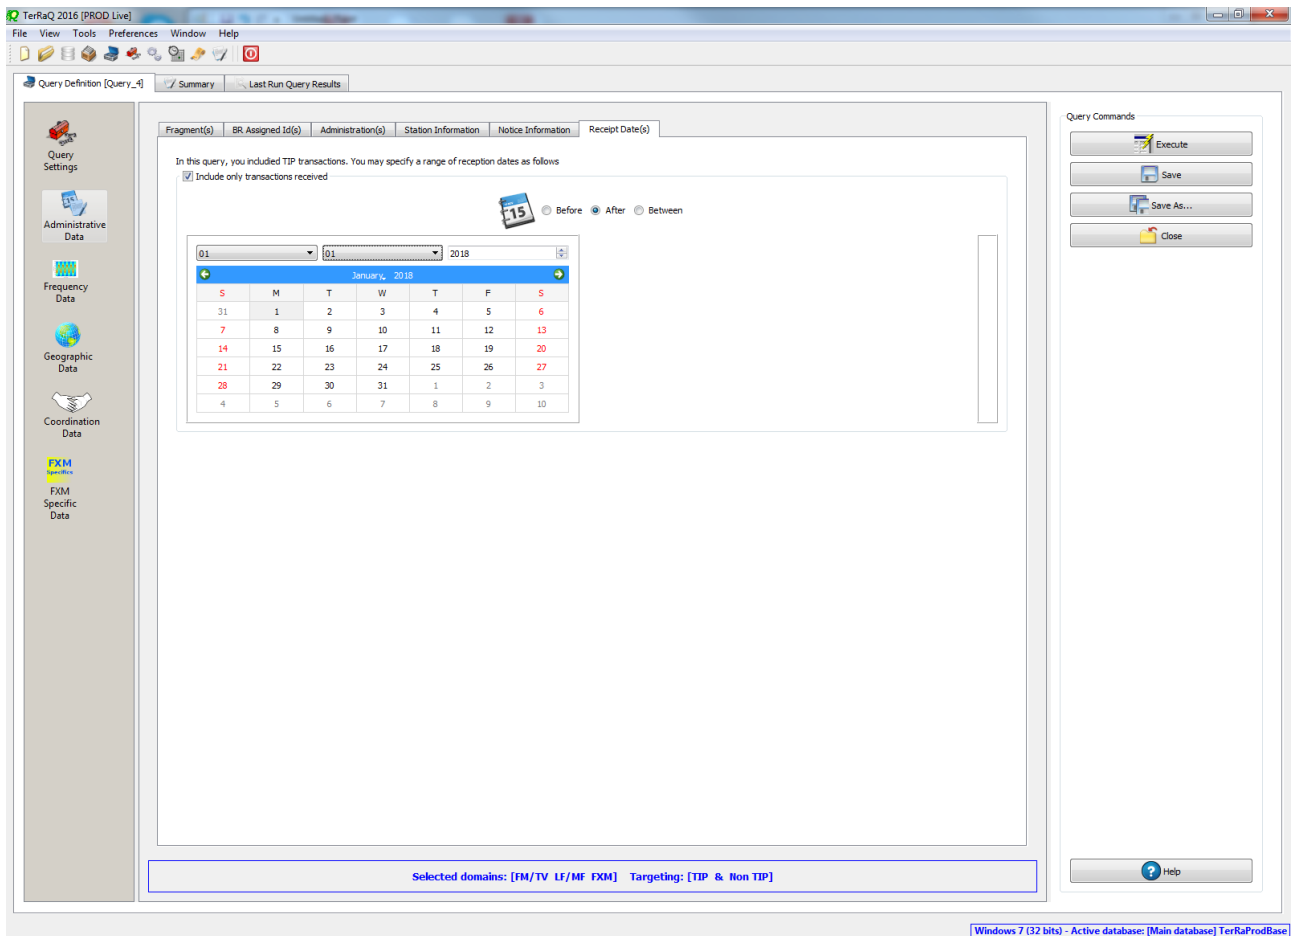 TerRaQ 2016 [PROD Live]
File View Tools Preferences Window Help
Query Definition [Query_4] Summary Last Run Query Results
Query Settings
Administrative Data
Frequency Data
Geographic Data
Coordination Data
FXM
Specifics
FXM Specific Data
Fragment(s) BR Assigned Id(s) Administration(s) Station Information Notice Information Receipt Date(s)
In this query, you includied TIP transactions. You may specify a range of reception dates as follows
Include only transactions received
15 Before After Between
01 01 2018
January, 2018
S M T W T F S
31 1 2 3 4 5 6
7 8 9 10 11 12 13
14 15 16 17 18 19 20
21 22 23 24 25 26 27
28 29 30 31 1 2 3
4 5 6 7 8 9 10
Selected domains: [FM/TV LF/MF FXM] Targeting: [TIP & Non TIP]
Query Commands
Execute
Save
Save As...
Close
Help
Windows 7 (32 bits) - Active database: [Main database] TerRaProdBase